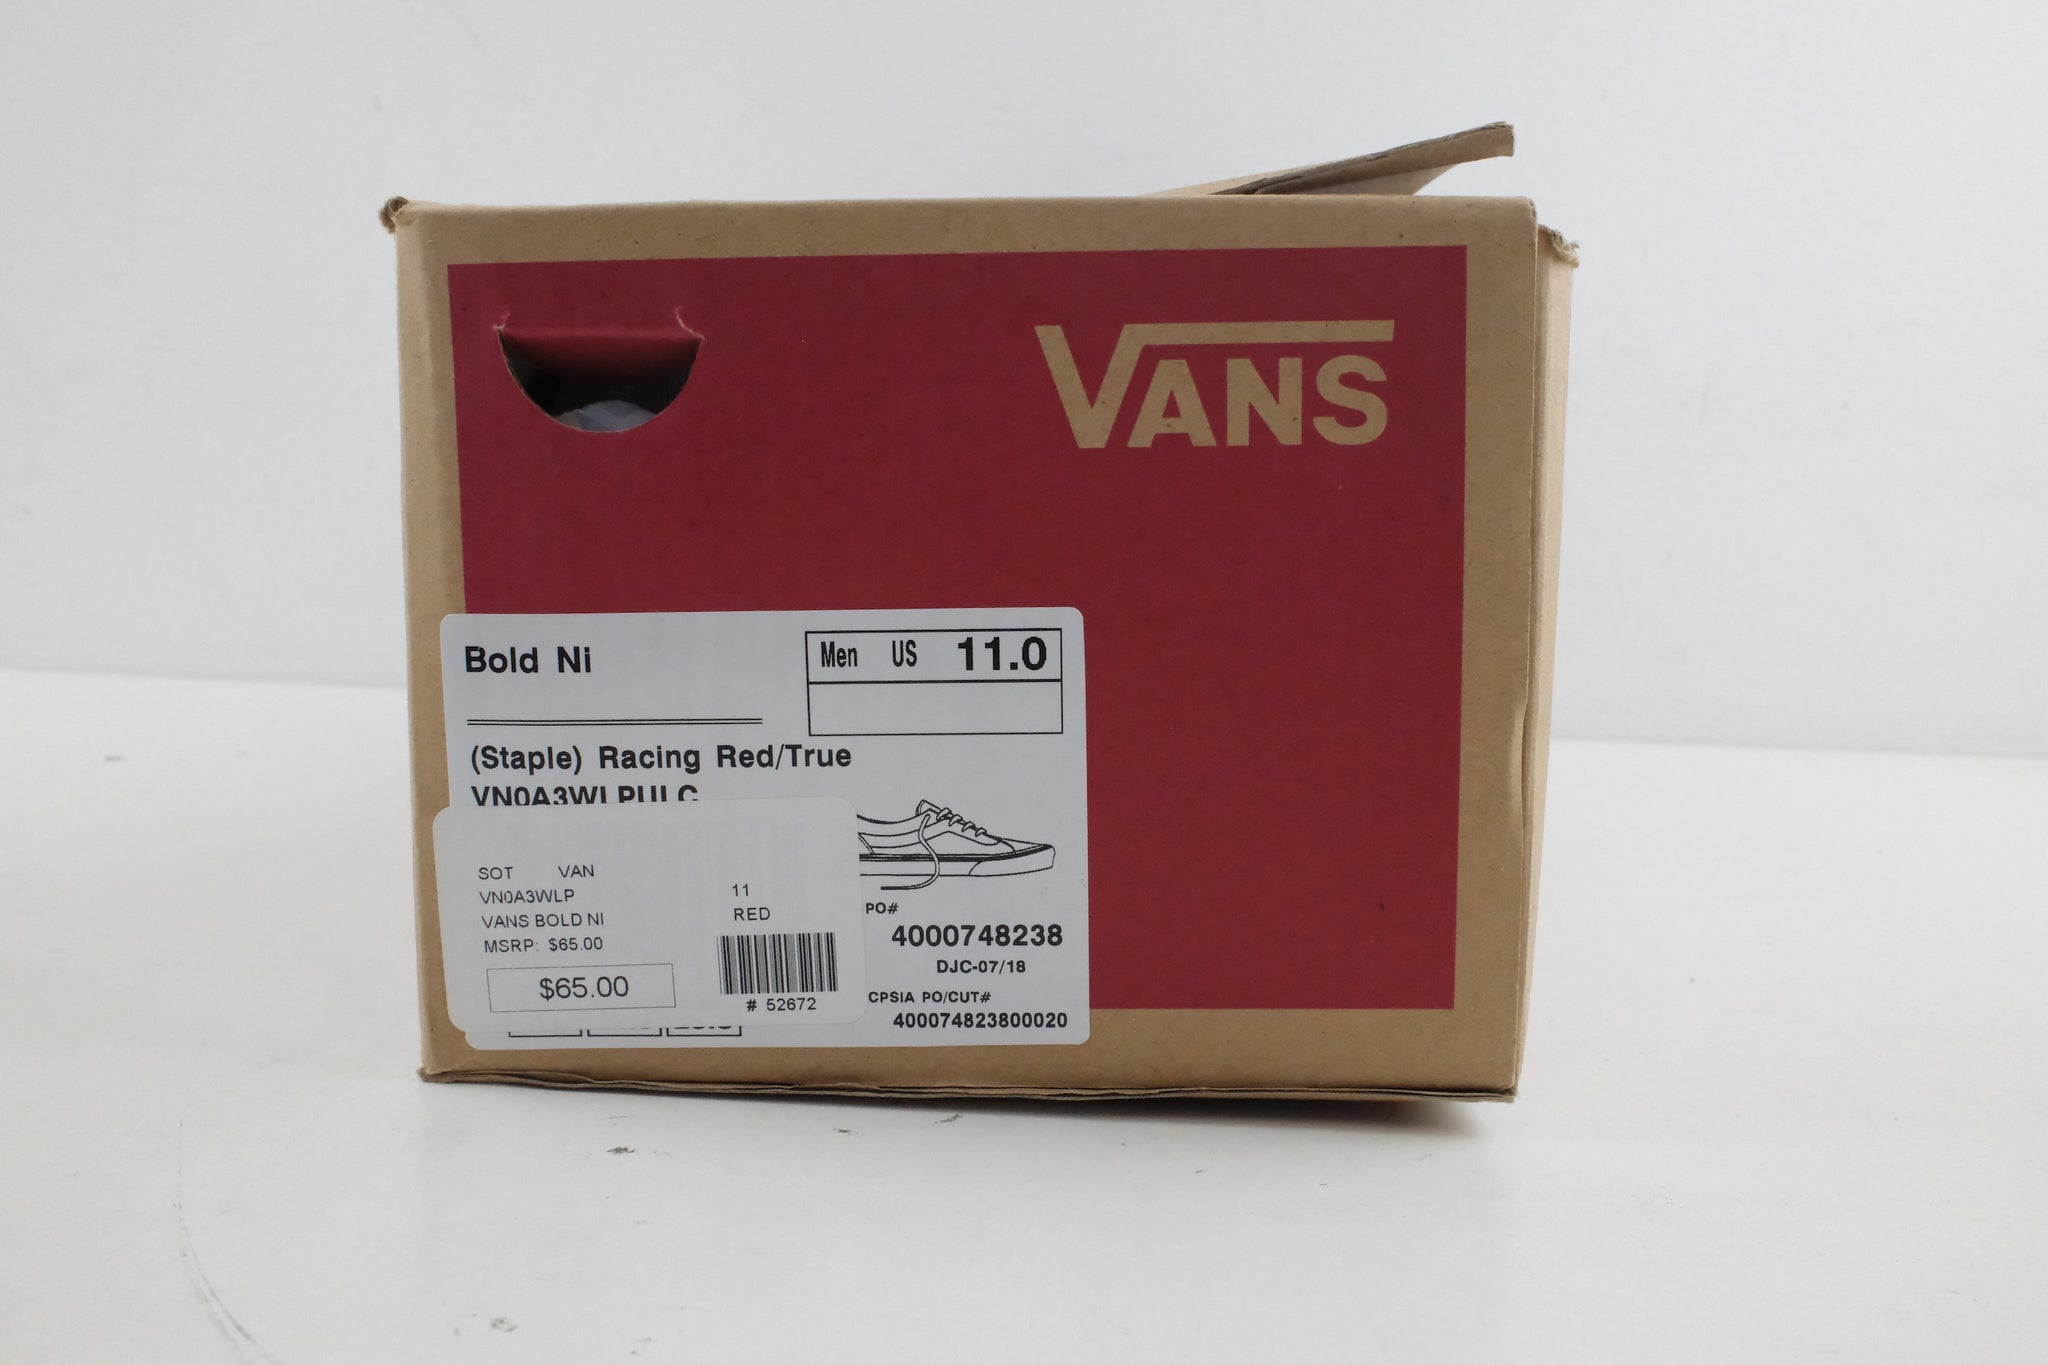 VANS
Bold Ni
Men US 11.0
(Staple) Racing Red/True
VN0A3WLPULC
SOT VAN
VN0A3WLP
11
VANS BOLD NI
RED
MSRP: $65.00
$65.00
# 52672
PO#
4000748238
DJC-07/18
CPSIA PO/CUT#
400074823800020